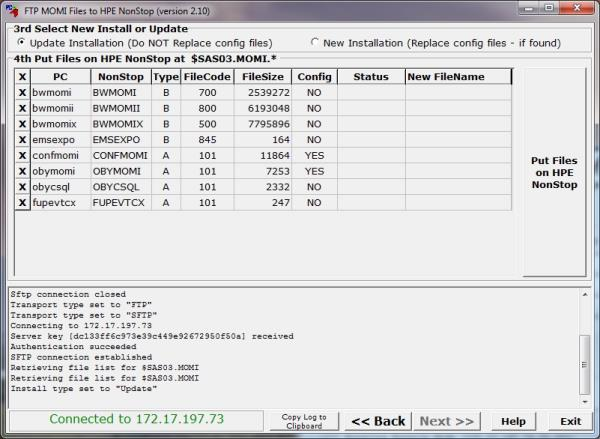 FTP MOMI Files to HPE NonStop (version 2.10)
3rd Select New Install or Update
Update Installation (Do NOT Replace config files)
New Installation (Replace config files - if found)
4th Put Files on HPE NonStop at $SAS03.MOMI.*
X PC NonStop Type FileCode FileSize Config Status New FileName
X bwmomi BWMOMI B 700 2539272 NO
X bwmomii BWMOMII B 800 6193048 NO
X bwmomix BWMOMIX B 500 7795896 NO
X emsexpo EMSEXPO B 845 164 NO
X confmomi CONFMOMI A 101 11864 YES
X obymomi OBYMOMI A 101 7253 YES
X obycsql OBYCSQL A 101 2332 NO
X fupevtcx FUPEVTCX A 101 247 NO
Put Files
on HPE
NonStop
Sftp connection closed
Transport type set to "FTP"
Transport type set to "SFTP"
Connecting to 172.17.197.73
Server key [dc133ff6c973e39c449e92672950f50a] received
Authentication succeeded
SFTP connection established
Retrieving file list for $SAS03.MOMI
Retrieving file list for $SAS03.MOMI
Install type set to "Update"
Connected to 172.17.197.73
Copy Log to
Clipboard
<< Back
Next >>
Help
Exit